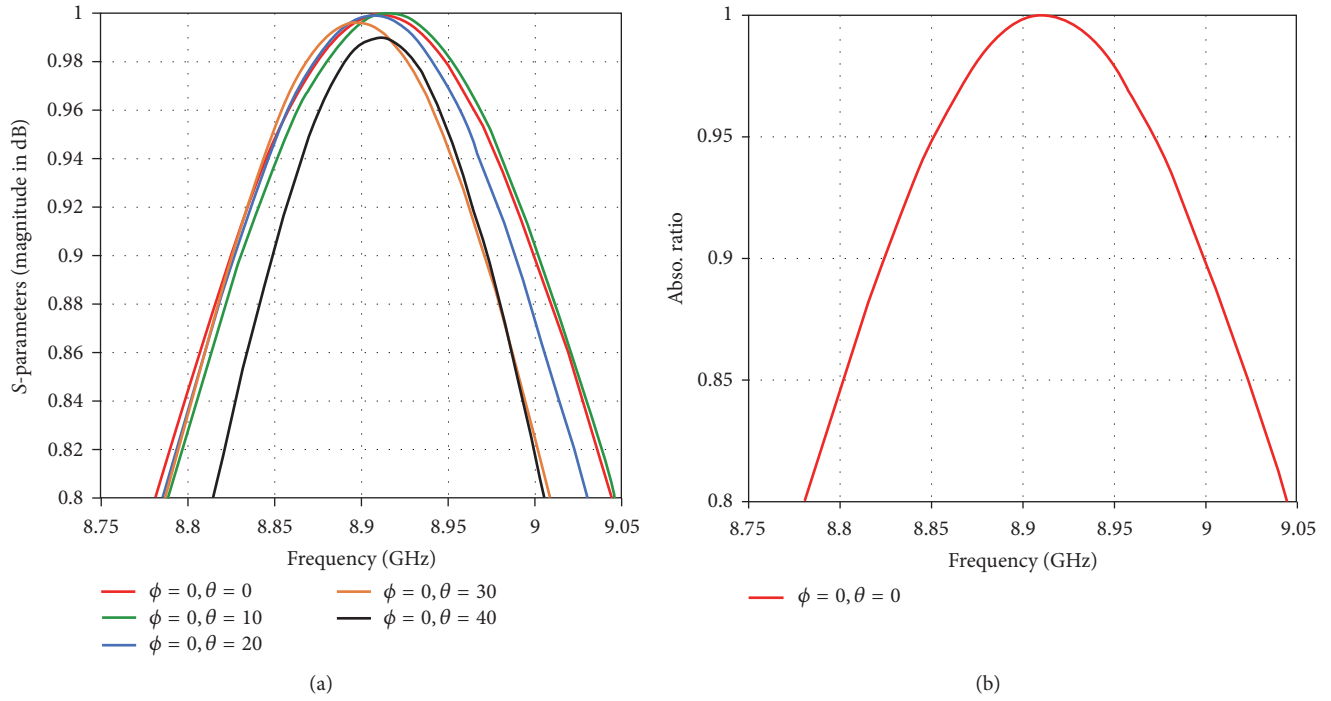 1
0.98
0.96
0.94
0.92
0.9
0.88
0.86
0.84
0.82
0.8
S-parameters (magnitude in dB)
8.75 8.8 8.85 8.9 8.95 9 9.05
Frequency (GHz)
ϕ = 0, θ = 0
ϕ = 0, θ = 10
ϕ = 0, θ = 20
ϕ = 0, θ = 30
ϕ = 0, θ = 40
(a)
1
0.95
0.9
0.85
0.8
Abso. ratio
8.75 8.8 8.85 8.9 8.95 9 9.05
Frequency (GHz)
ϕ = 0, θ = 0
(b)